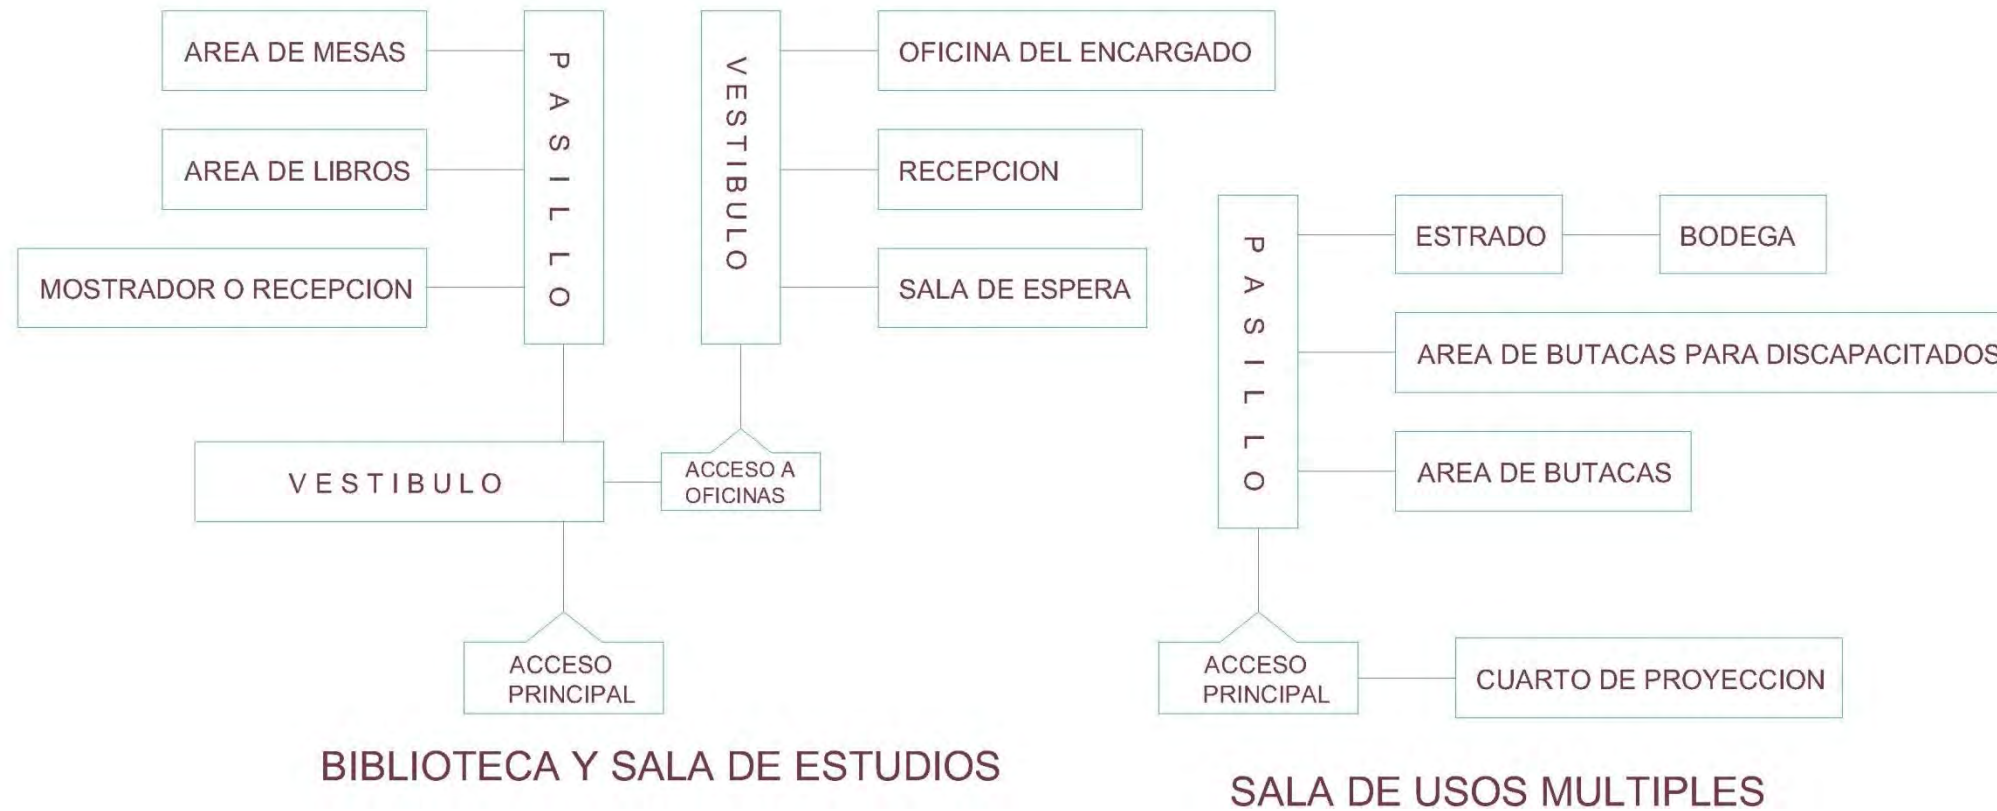 AREA DE MESAS
AREA DE LIBROS
MOSTRADOR O RECEPCION
PASILLO
VESTIBULO
OFICINA DEL ENCARGADO
RECEPCION
SALA DE ESPERA
VESTIBULO
ACCESO A
OFICINAS
ACCESO
PRINCIPAL
BIBLIOTECA Y SALA DE ESTUDIOS
PASILLO
ESTRADO
BODEGA
AREA DE BUTACAS PARA DISCAPACITADOS
AREA DE BUTACAS
ACCESO
PRINCIPAL
CUARTO DE PROYECCION
SALA DE USOS MULTIPLES